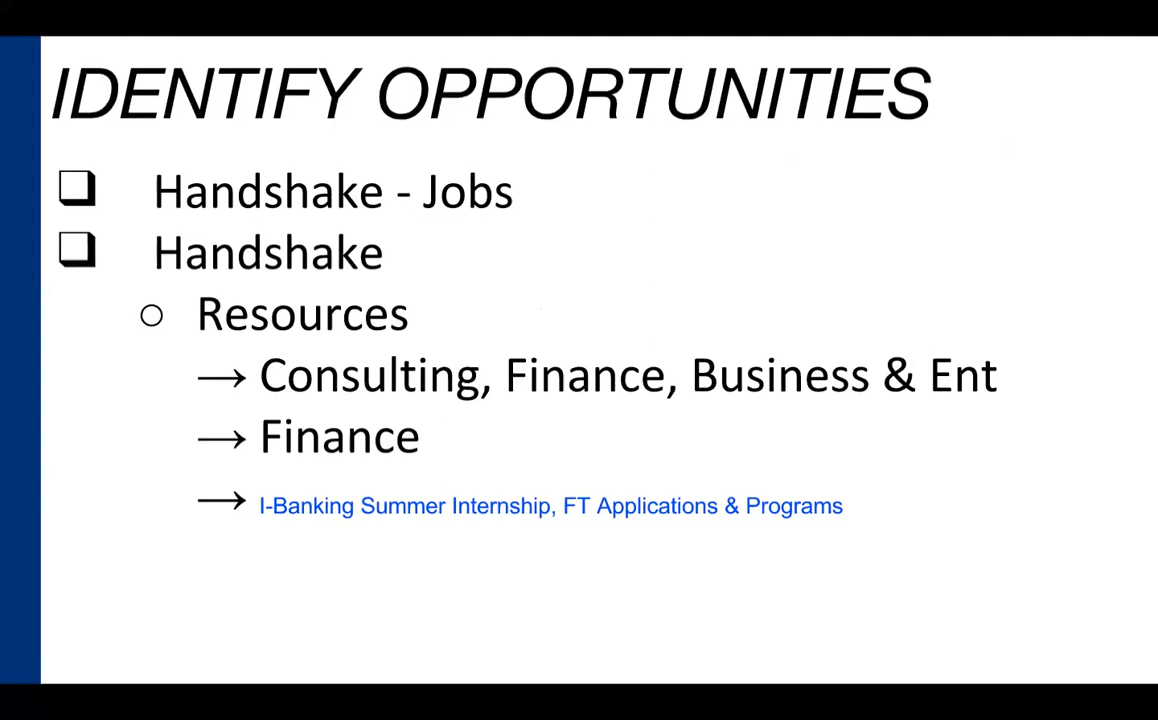 IDENTIFY OPPORTUNITIES
❑ Handshake - Jobs
❑ Handshake
○ Resources
→ Consulting, Finance, Business & Ent
→ Finance
→ I-Banking Summer Internship, FT Applications & Programs